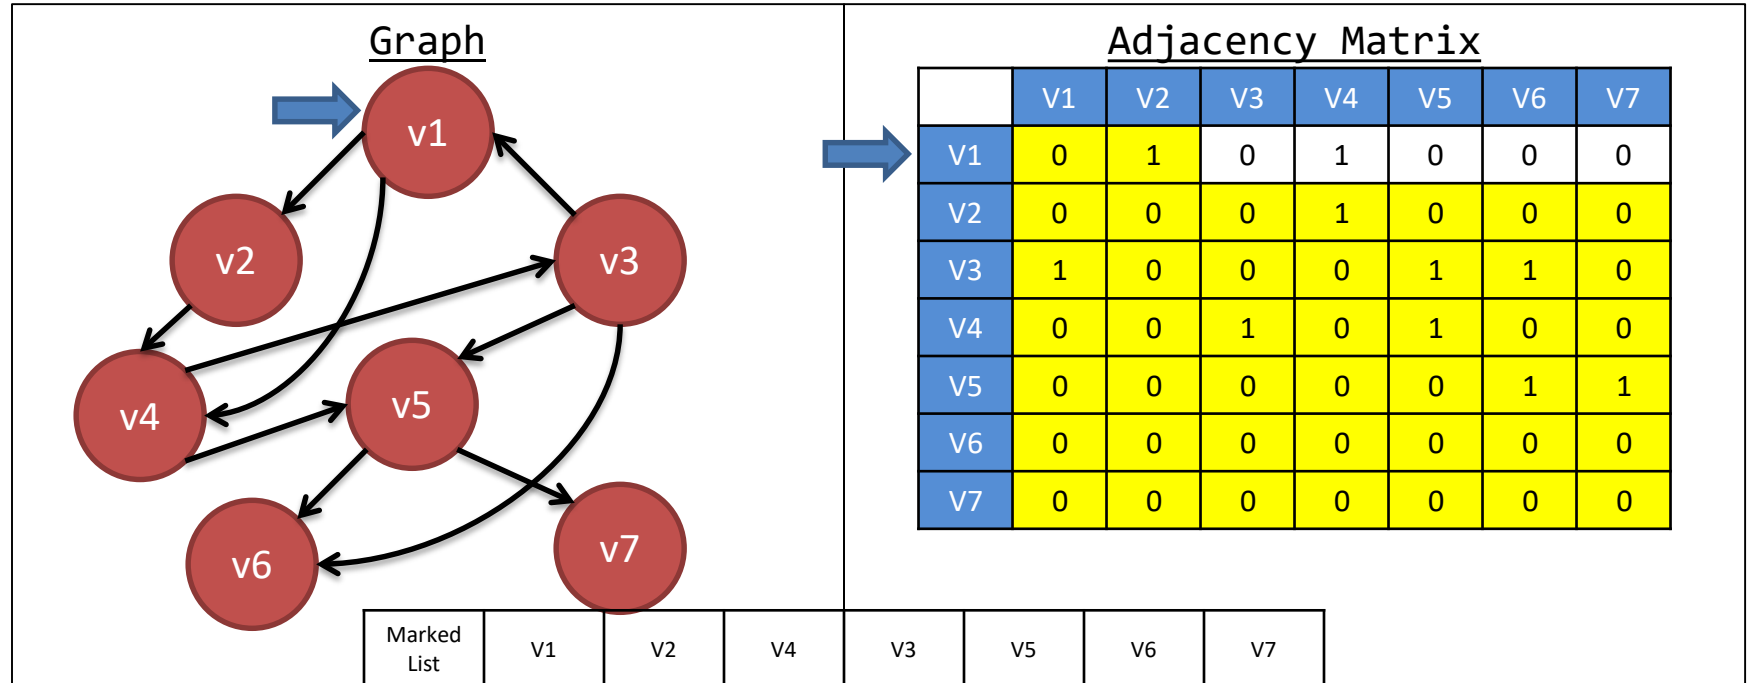 Graph
v1
v2
v3
v4
v5
v6
v7
Adjacency Matrix
V1 V2 V3 V4 V5 V6 V7
V1 0 1 0 1 0 0 0
V2 0 0 0 1 0 0 0
V3 1 0 0 0 1 1 0
V4 0 0 1 0 1 0 0
V5 0 0 0 0 0 1 1
V6 0 0 0 0 0 0 0
V7 0 0 0 0 0 0 0
Marked
List
V1 V2 V4 V3 V5 V6 V7